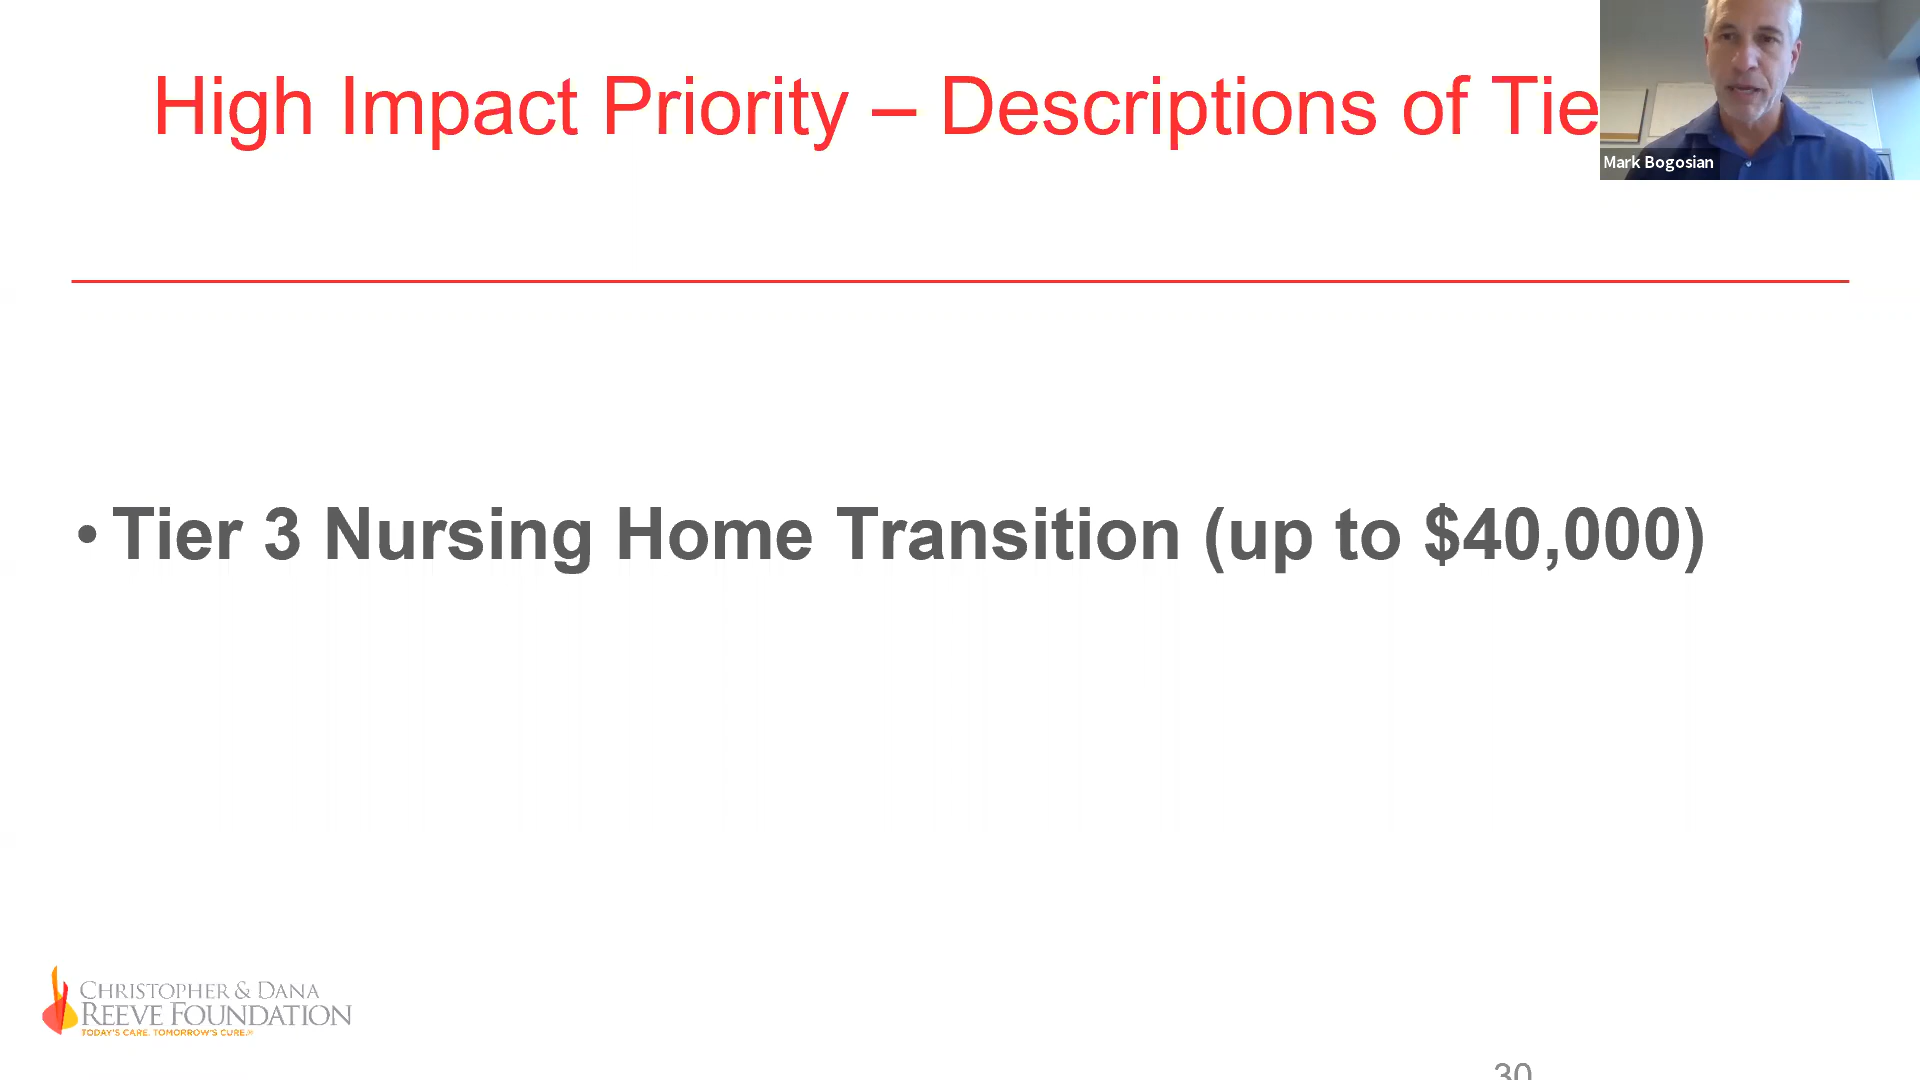 High Impact Priority – Descriptions of Tie
Mark Bogosian
• Tier 3 Nursing Home Transition (up to $40,000)
CHRISTOPHER & DANA
REEVE FOUNDATION
TODAY'S CARE. TOMORROW'S CURE.®
30